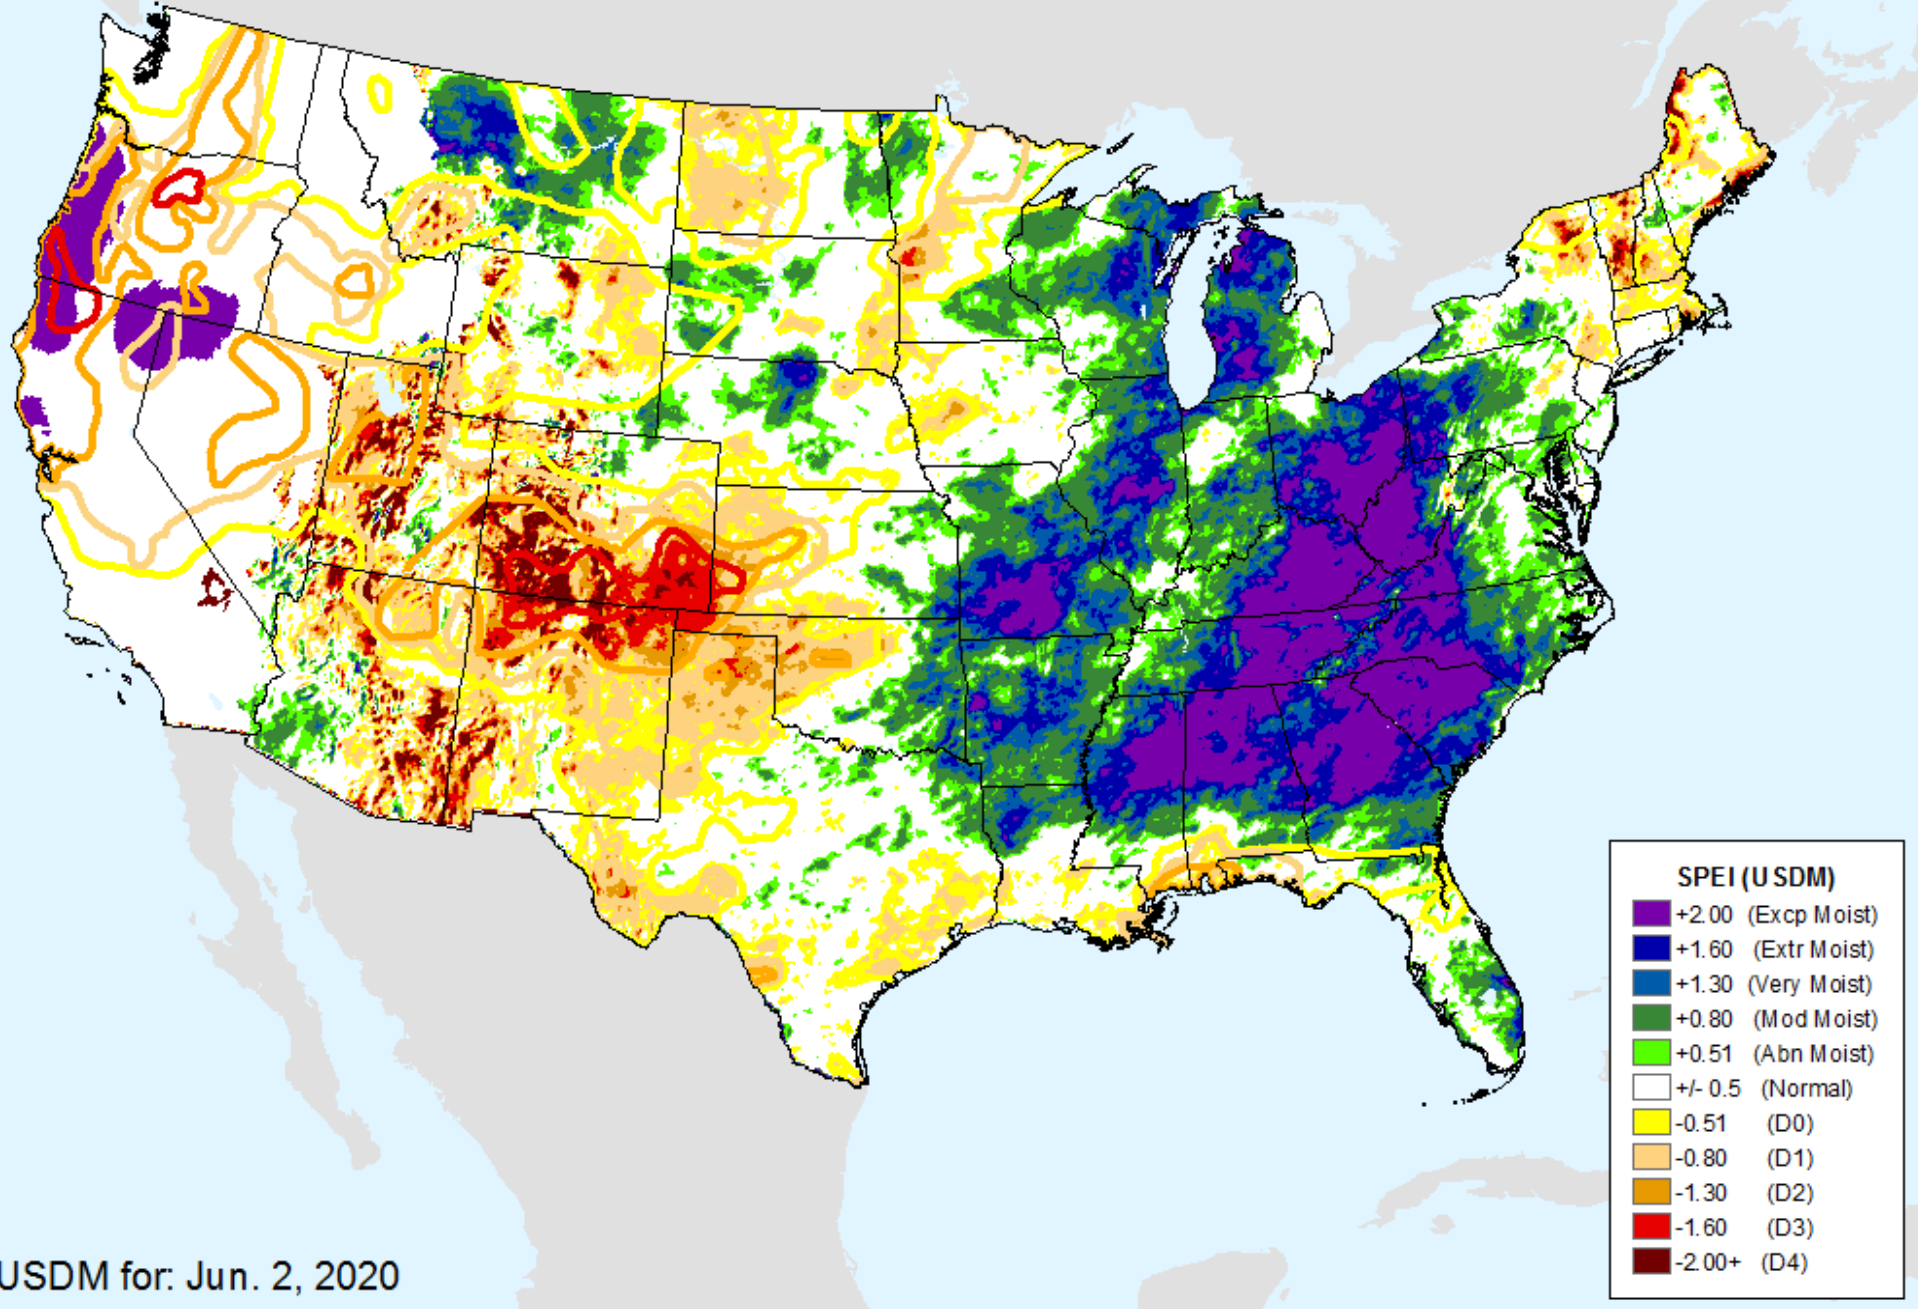 SPEI (USDM)
+2.00 (Excp Moist)
+1.60 (Extr Moist)
+1.30 (Very Moist)
+0.80 (Mod Moist)
+0.51 (Abn Moist)
+/- 0.5 (Normal)
-0.51 (D0)
-0.80 (D1)
-1.30 (D2)
-1.60 (D3)
-2.00+ (D4)
USDM for: Jun. 2, 2020